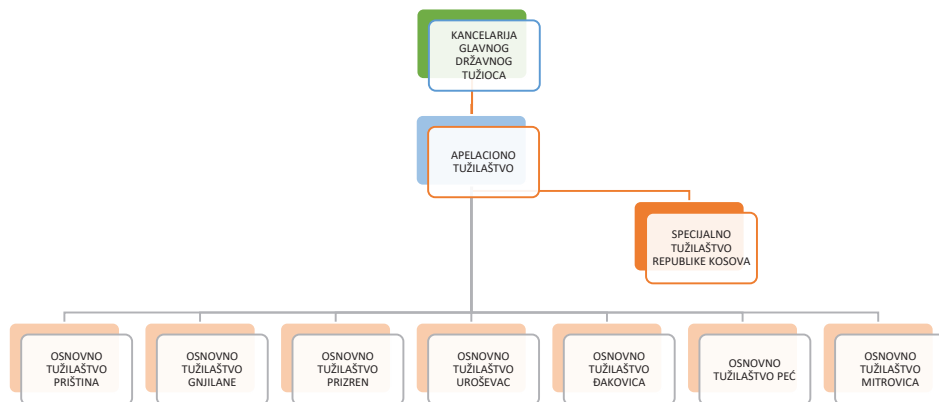 KANCELARIJA
GLAVNOG
DRŽAVNOG
TUŽIOCA
APELACIONO
TUŽILAŠTVO
SPECIJALNO
TUŽILAŠTVO
REPUBLIKE KOSOVA
OSNOVNO
TUŽILAŠTVO
PRIŠTINA
OSNOVNO
TUŽILAŠTVO
GNJILANE
OSNOVNO
TUŽILAŠTVO
PRIZREN
OSNOVNO
TUŽILAŠTVO
UROŠEVAC
OSNOVNO
TUŽILAŠTVO
ĐAKOVICA
OSNOVNO
TUŽILAŠTVO PEĆ
OSNOVNO
TUŽILAŠTVO
MITROVICA